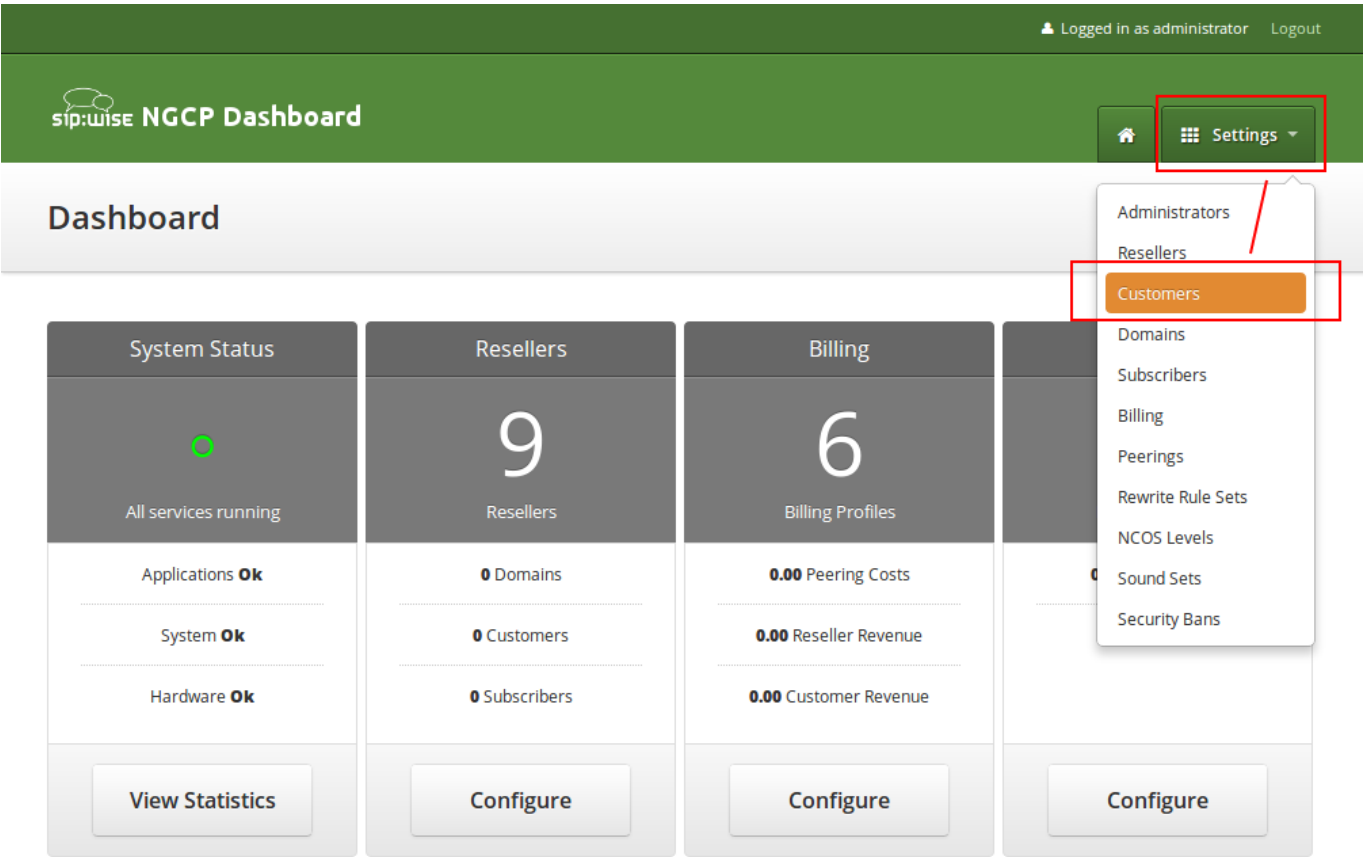 Logged in as administrator Logout
sip:wise NGCP Dashboard
Settings
Dashboard
Administrators
Resellers
Customers
Domains
Subscribers
Billing
Peerings
Rewrite Rule Sets
NCOS Levels
Sound Sets
Security Bans
System Status
All services running
Applications Ok
System Ok
Hardware Ok
View Statistics
Resellers
9
Resellers
0 Domains
0 Customers
0 Subscribers
Configure
Billing
6
Billing Profiles
0.00 Peering Costs
0.00 Reseller Revenue
0.00 Customer Revenue
Configure
Configure